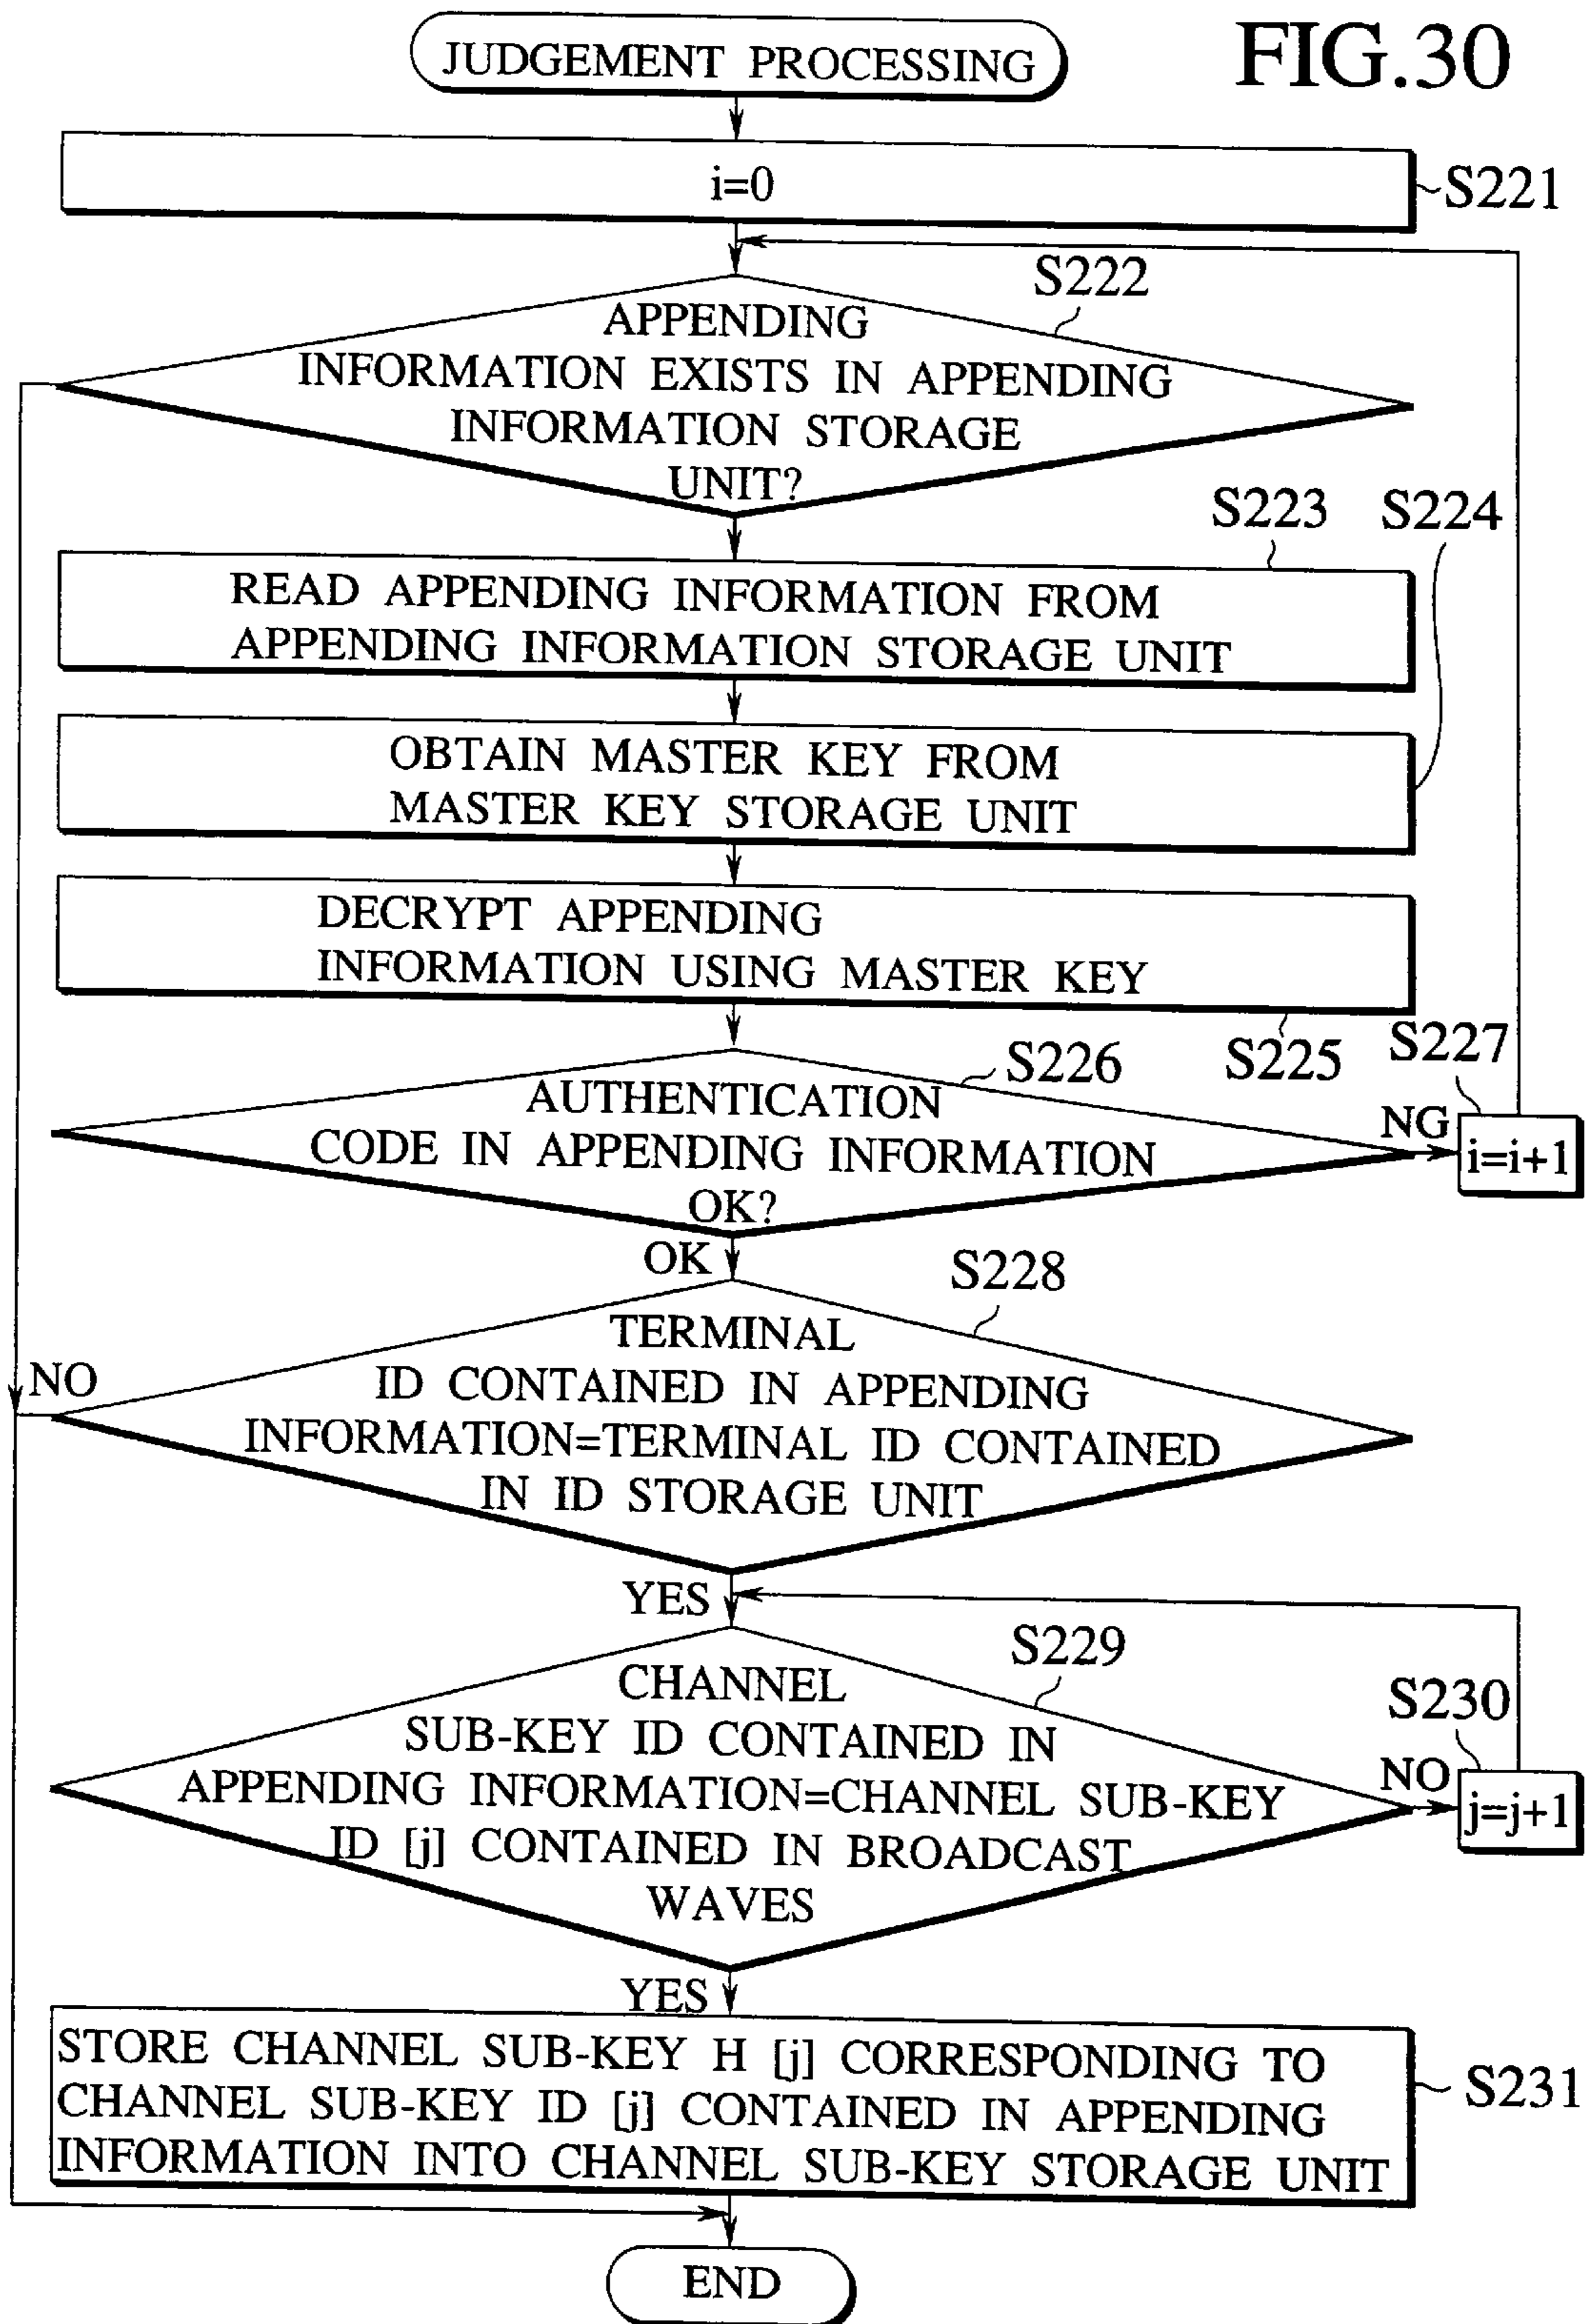 FIG.30
JUDGEMENT PROCESSING
i=0
S221
S222
APPENDING
INFORMATION EXISTS IN APPENDING
INFORMATION STORAGE
UNIT?
S223
S224
READ APPENDING INFORMATION FROM
APPENDING INFORMATION STORAGE UNIT
OBTAIN MASTER KEY FROM
MASTER KEY STORAGE UNIT
DECRYPT APPENDING
INFORMATION USING MASTER KEY
S225
S226
S227
AUTHENTICATION
CODE IN APPENDING INFORMATION
OK?
NG
i=i+1
OK
S228
TERMINAL
ID CONTAINED IN APPENDING
INFORMATION=TERMINAL ID CONTAINED
IN ID STORAGE UNIT
NO
YES
S229
CHANNEL
SUB-KEY ID CONTAINED IN
APPENDING INFORMATION=CHANNEL SUB-KEY
ID [j] CONTAINED IN BROADCAST
WAVES
S230
NO
j=j+1
YES
STORE CHANNEL SUB-KEY H [j] CORRESPONDING TO
CHANNEL SUB-KEY ID [j] CONTAINED IN APPENDING
INFORMATION INTO CHANNEL SUB-KEY STORAGE UNIT
S231
END